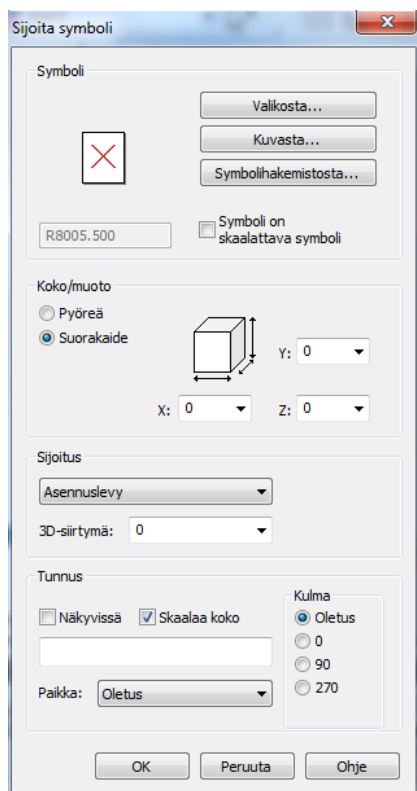 Sijoita symboli
Symboli
Valikosta...
Kuvasta...
Symbolihakemistosta...
R8005.500
Symboli on
skaalattava symboli
Koko/muoto
Pyöreä
Suorakaide
Y: 0
X: 0
Z: 0
Sijoitus
Asennuslevy
3D-siirtymä: 0
Tunnus
Näkyvissä
Skaalaa koko
Paikka: Oletus
Kulma
Oletus
0
90
270
OK
Peruuta
Ohje